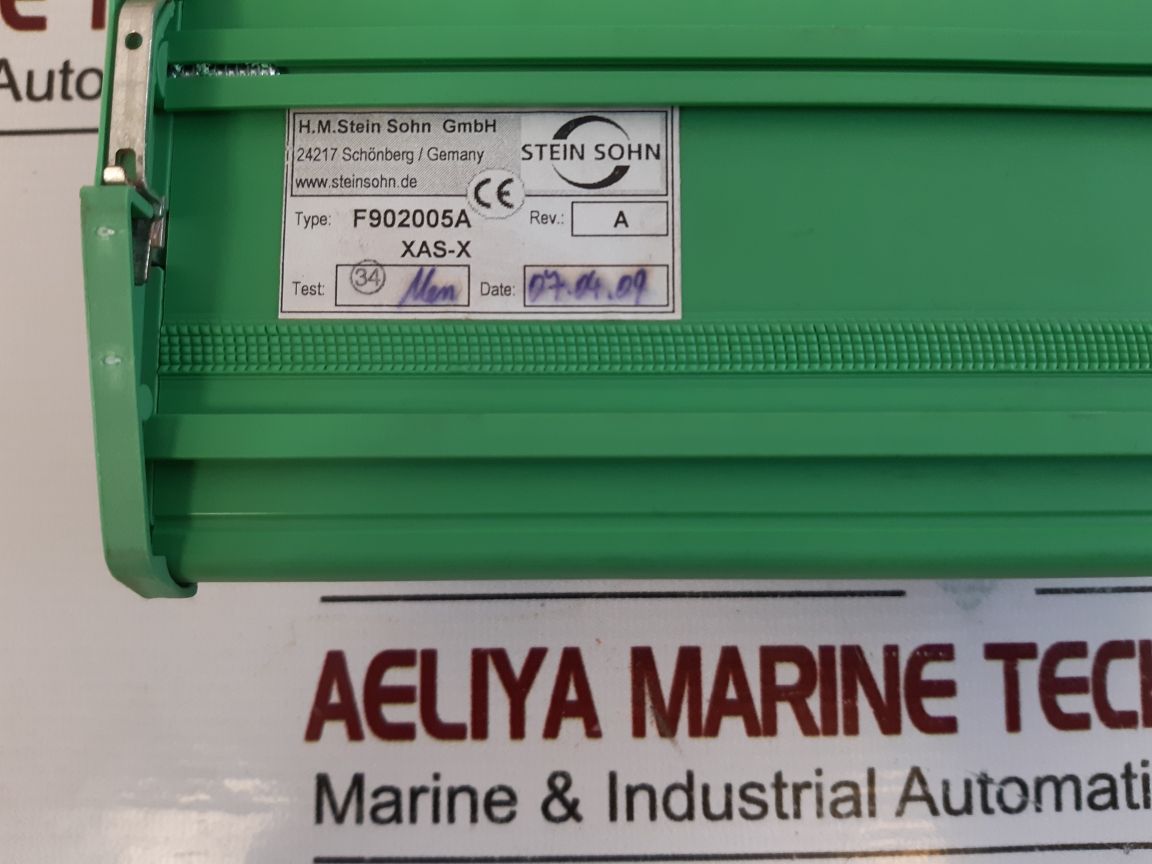 Auto
H.M.Stein Sohn GmbH
24217 Schönberg / Gemany
www.steinsohn.de
STEIN SOHN
CE
Type: F902005A
XAS-X
Rev.: A
Test: 34
Date: 07.04.09
AELIYA MARINE TECH
Marine & Industrial Automati